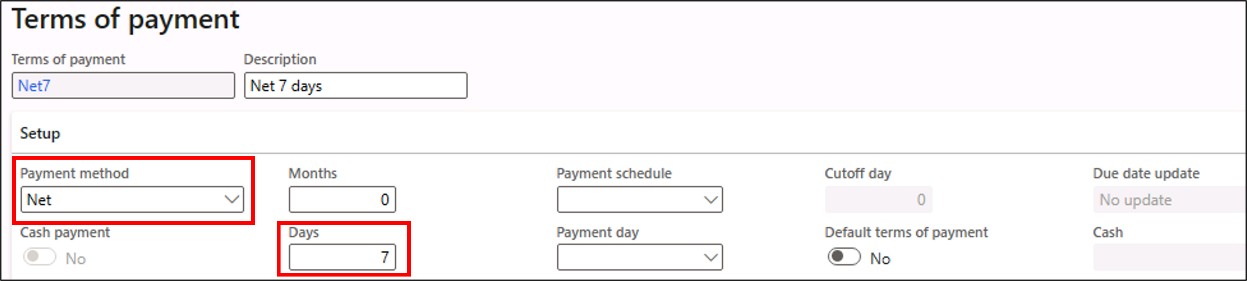 Terms of payment
Terms of payment Description
Net7 Net 7 days
Setup
Payment method Months Payment schedule Cutoff day Due date update
Net 0 0 No update
Cash payment Days Payment day Default terms of payment Cash
No 7 No